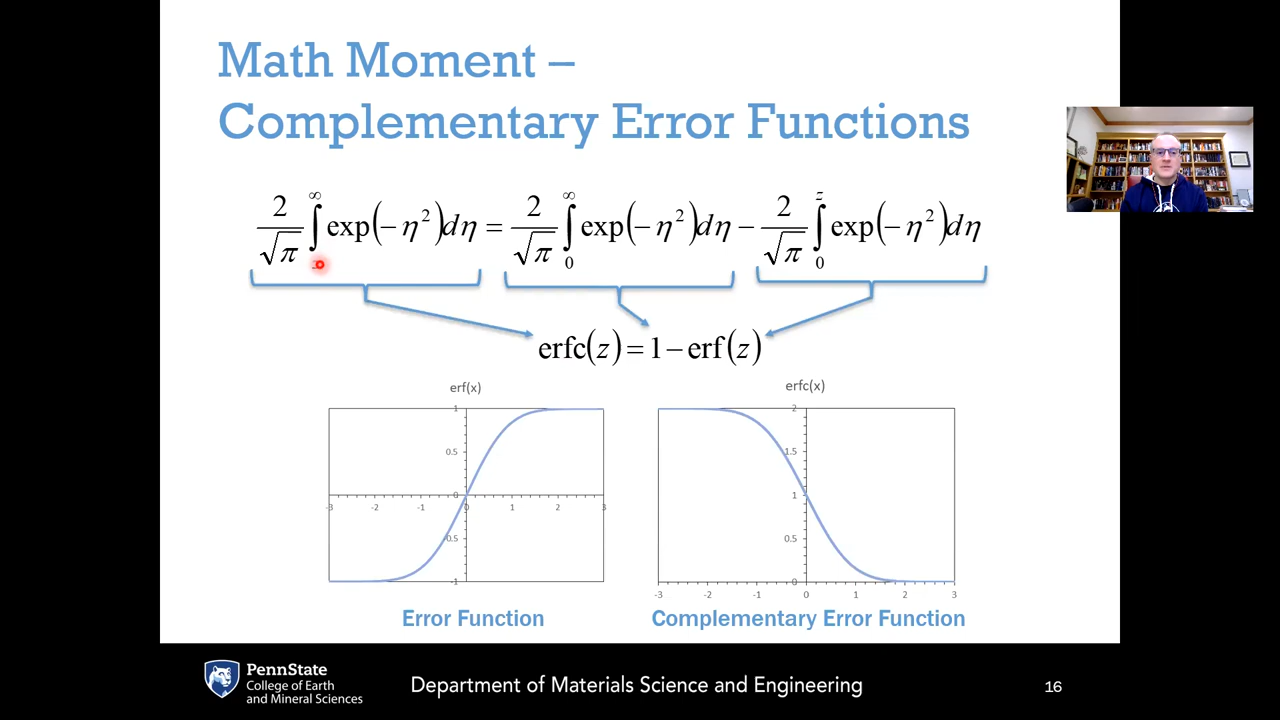 Math Moment –
Complementary Error Functions
2/√π ∫_z^∞ exp(−η²)dη = 2/√π ∫_0^∞ exp(−η²)dη − 2/√π ∫_0^z exp(−η²)dη
erfc(z)=1−erf(z)
erf(x)
1
0.5
0
-3 -2 -1 0 1 2 3
-0.5
-1
Error Function
erfc(x)
2
1.5
1
0.5
0
-3 -2 -1 0 1 2 3
Complementary Error Function
PennState
College of Earth
and Mineral Sciences
Department of Materials Science and Engineering
16